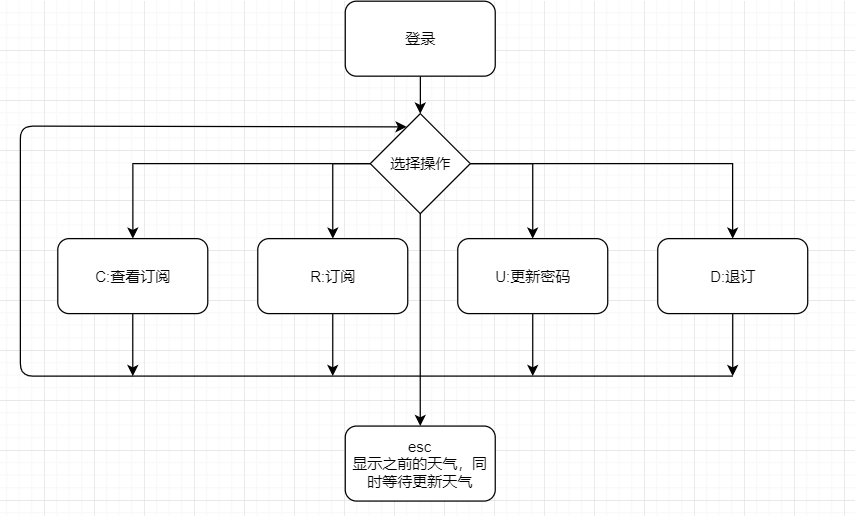 登录
选择操作
C:查看订阅
R:订阅
U:更新密码
D:退订
esc
显示之前的天气，同
时等待更新天气